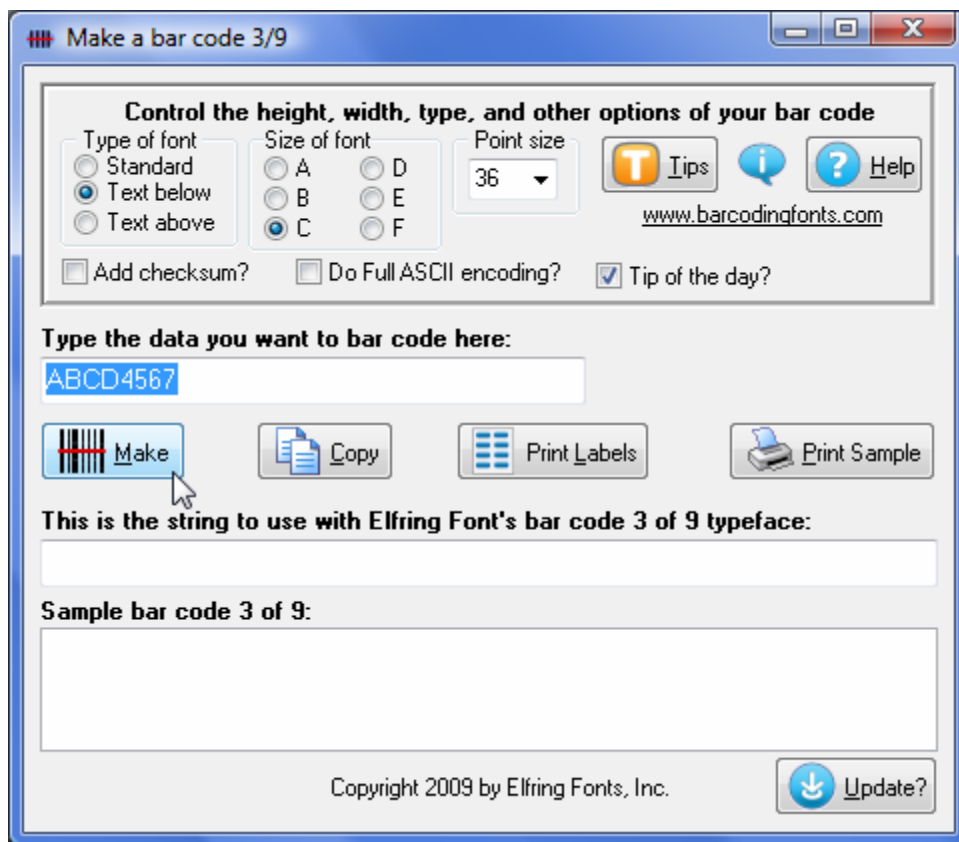 Make a bar code 3/9
Control the height, width, type, and other options of your bar code
Type of font
Standard
Text below
Text above
Size of font
A
B
C
D
E
F
Point size
36
T
Tips
i
?
Help
www.barcodingfonts.com
Add checksum?
Do Full ASCII encoding?
Tip of the day?
Type the data you want to bar code here:
ABCD4567
Make
Copy
Print Labels
Print Sample
This is the string to use with Elfring Font's bar code 3 of 9 typeface:
Sample bar code 3 of 9:
Copyright 2009 by Elfring Fonts, Inc.
Update?